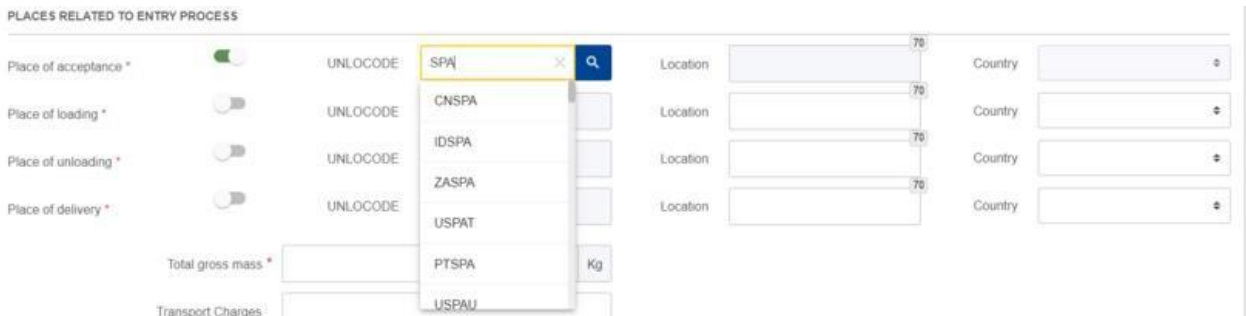 PLACES RELATED TO ENTRY PROCESS
70
Place of acceptance * UNLOCODE SPA Location Country
70
Place of loading * UNLOCODE CNSPA Location Country
70
IDSPA
Place of unloading * UNLOCODE Location Country
ZASPA
70
Place of delivery * UNLOCODE Location Country
USPAT
Total gross mass * PTSPA Kg
Transport Charges USPAU